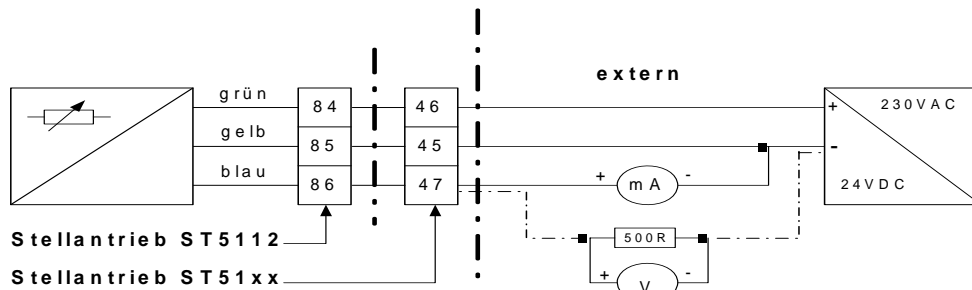 extern
grün 84 46 + 230VAC
gelb 85 45 -
blau 86 47 + mA - 24VDC
Stellantrieb ST5112 500R
Stellantrieb ST51xx + V -